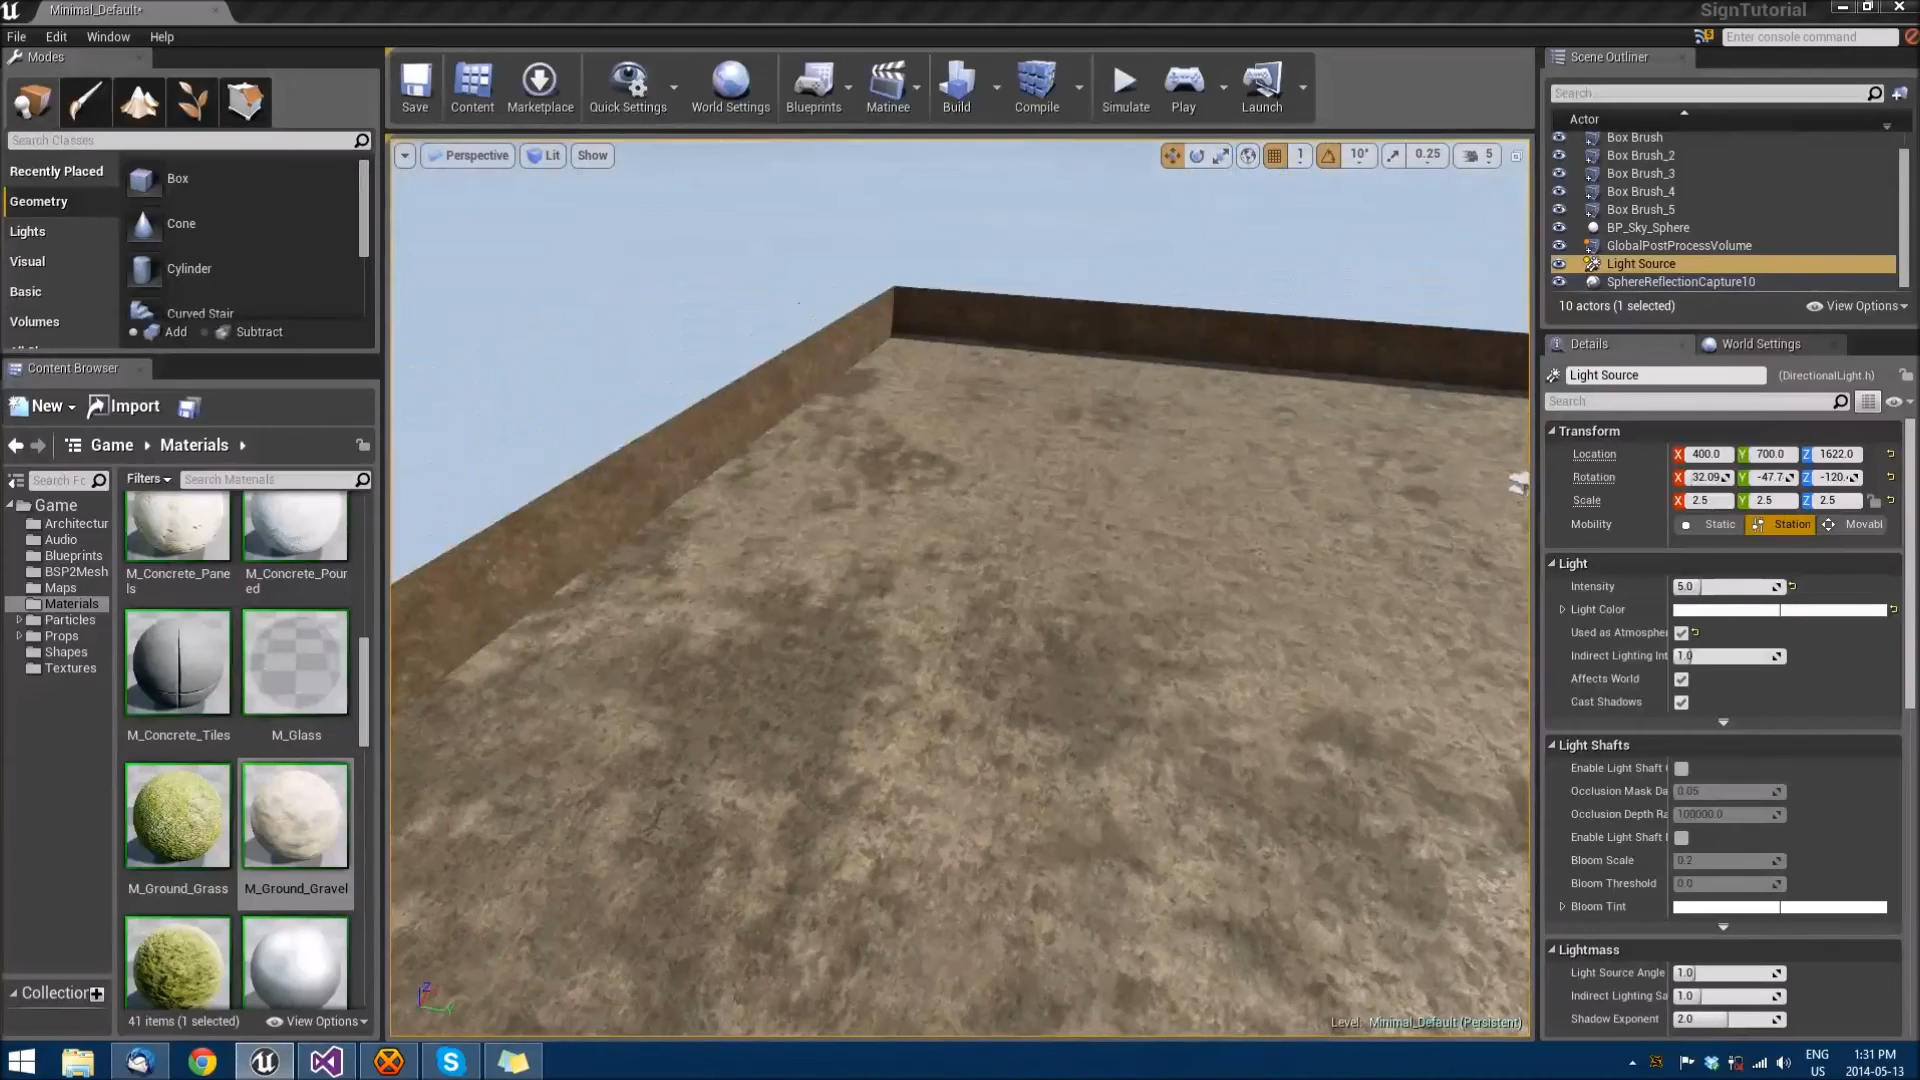 Minimal_Default*
SignTutorial
File Edit Window Help
Enter console command
Modes
Save
Content
Marketplace
Quick Settings
World Settings
Blueprints
Matinee
Build
Compile
Simulate
Play
Launch
Scene Outliner
Search...
Actor
Box Brush
Box Brush_2
Box Brush_3
Box Brush_4
Box Brush_5
BP_Sky_Sphere
GlobalPostProcessVolume
Light Source
SphereReflectionCapture10
10 actors (1 selected)
View Options
Search Classes
Recently Placed
Geometry
Lights
Visual
Basic
Volumes
Box
Cone
Cylinder
Curved Stair
Add Subtract
Perspective Lit Show
1 10° 0.25 5
Content Browser
New Import
Game Materials
Search Fc
Filters
Search Materials
Game
Architectur
Audio
Blueprints
BSP2Mesh
Maps
Materials
Particles
Props
Shapes
Textures
Collection
M_Concrete_Pane
ls
M_Concrete_Pour
ed
M_Concrete_Tiles
M_Glass
M_Ground_Grass
M_Ground_Gravel
41 items (1 selected)
View Options
Z
Y
Level: Minimal_Default (Persistent)
Details
World Settings
Light Source
(DirectionalLight.h)
Search
Transform
Location X 400.0 Y 700.0 Z 1622.0
Rotation X 32.09 Y -47.7 Z -120.
Scale X 2.5 Y 2.5 Z 2.5
Mobility Static Station Movabl
Light
Intensity 5.0
Light Color
Used as Atmospher
Indirect Lighting Int 1.0
Affects World
Cast Shadows
Light Shafts
Enable Light Shaft
Occlusion Mask Da 0.05
Occlusion Depth Ra 100000.0
Enable Light Shaft
Bloom Scale 0.2
Bloom Threshold 0.0
Bloom Tint
Lightmass
Light Source Angle 1.0
Indirect Lighting Sa 1.0
Shadow Exponent 2.0
ENG
US
1:31 PM
2014-05-13